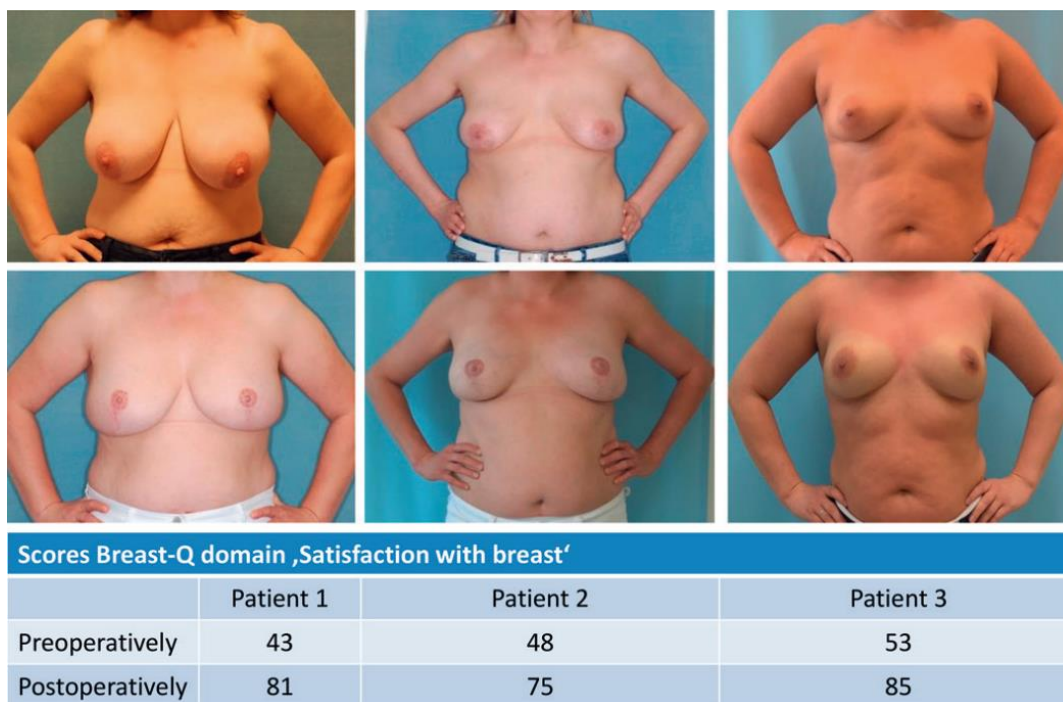 Scores Breast-Q domain ‚Satisfaction with breast‘
Patient 1 Patient 2 Patient 3
Preoperatively 43 48 53
Postoperatively 81 75 85